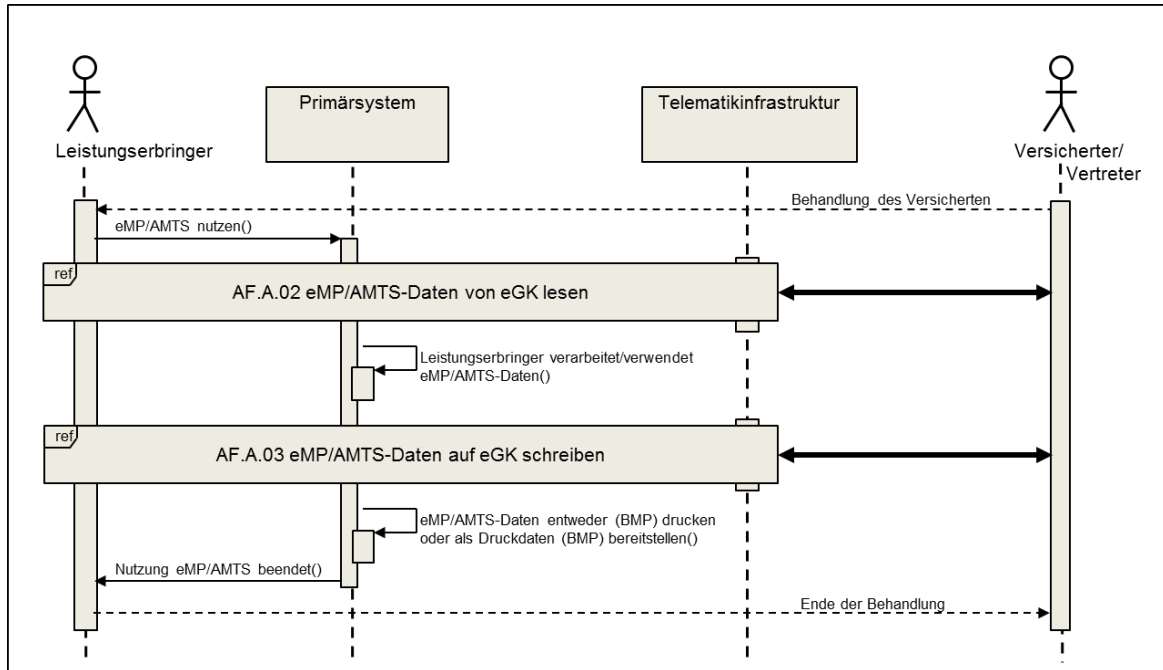 Leistungserbringer
Primärsystem
Telematikinfrastruktur
Versicherter/
Vertreter
Behandlung des Versicherten
eMP/AMTS nutzen()
ref
AF.A.02 eMP/AMTS-Daten von eGK lesen
Leistungserbringer verarbeitet/verwendet
eMP/AMTS-Daten()
ref
AF.A.03 eMP/AMTS-Daten auf eGK schreiben
eMP/AMTS-Daten entweder (BMP) drucken
oder als Druckdaten (BMP) bereitstellen()
Nutzung eMP/AMTS beendet()
Ende der Behandlung